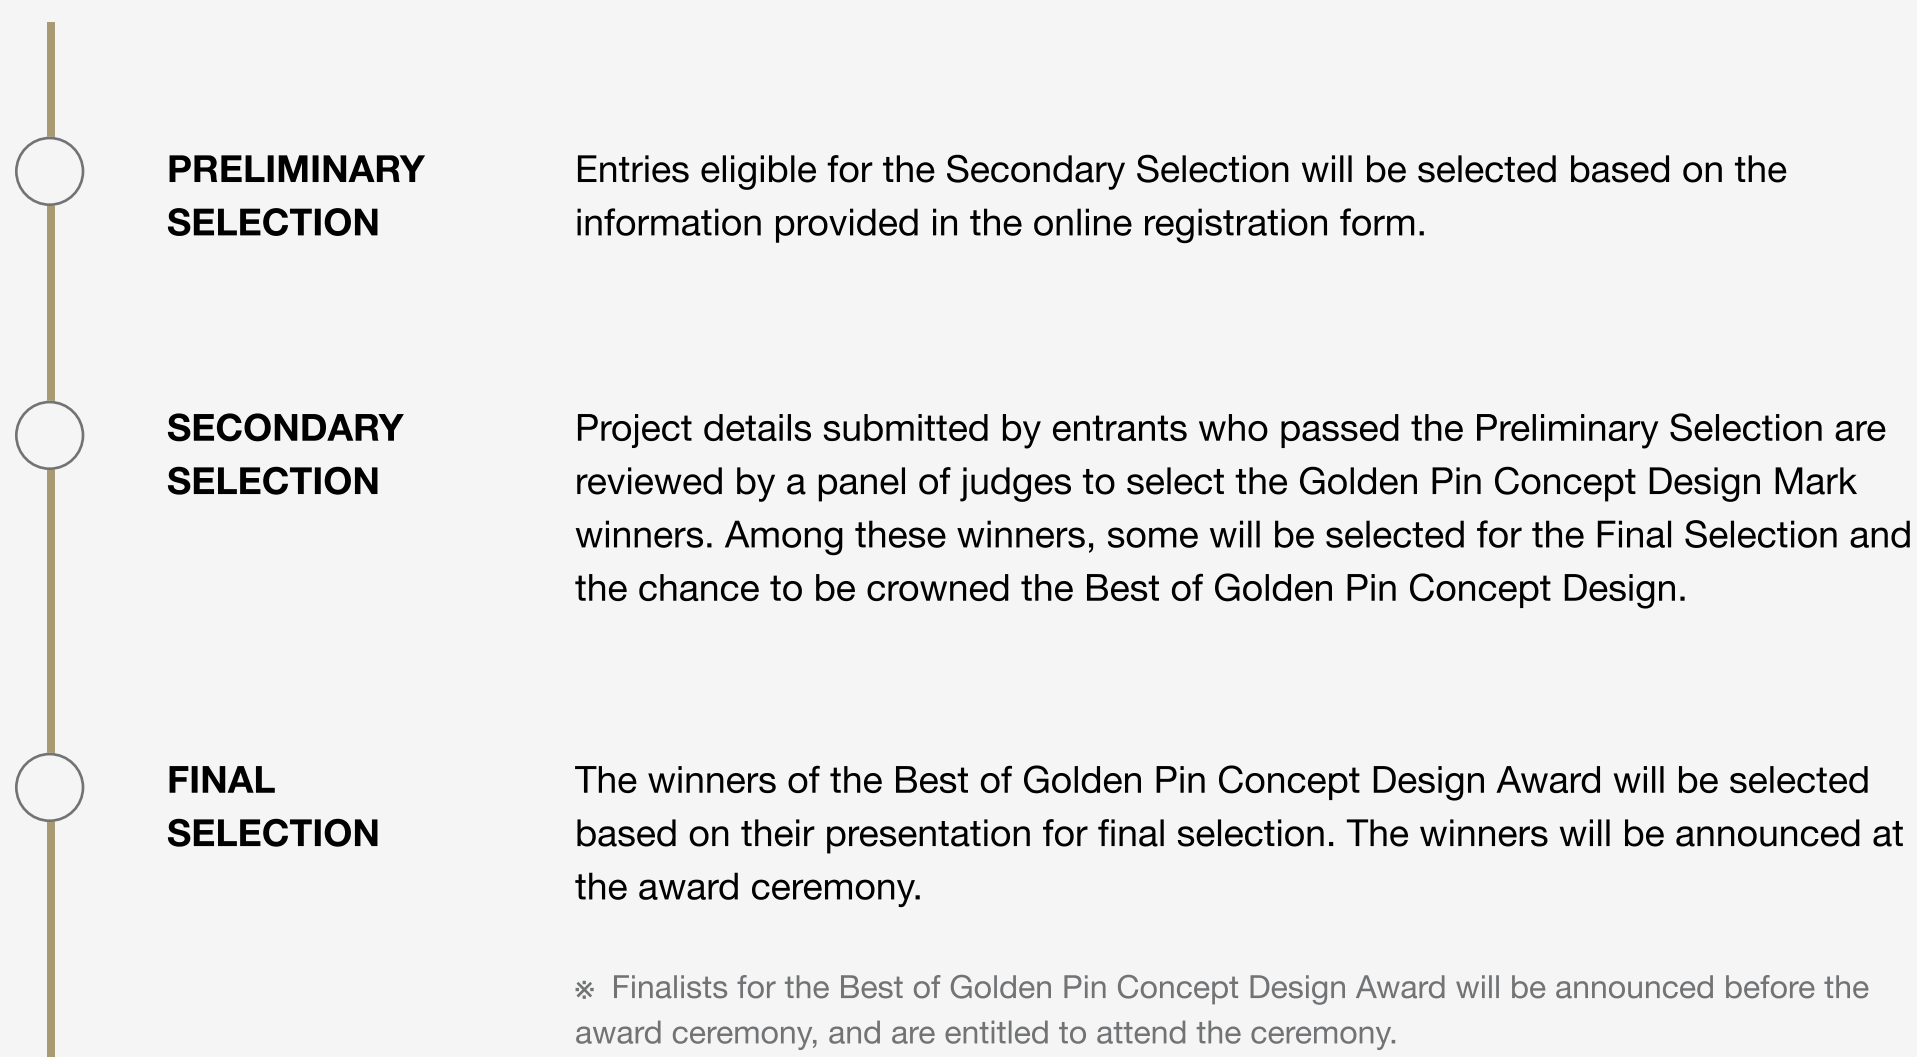 PRELIMINARY
SELECTION
Entries eligible for the Secondary Selection will be selected based on the
information provided in the online registration form.
SECONDARY
SELECTION
Project details submitted by entrants who passed the Preliminary Selection are
reviewed by a panel of judges to select the Golden Pin Concept Design Mark
winners. Among these winners, some will be selected for the Final Selection and
the chance to be crowned the Best of Golden Pin Concept Design.
FINAL
SELECTION
The winners of the Best of Golden Pin Concept Design Award will be selected
based on their presentation for final selection. The winners will be announced at
the award ceremony.
※ Finalists for the Best of Golden Pin Concept Design Award will be announced before the
award ceremony, and are entitled to attend the ceremony.